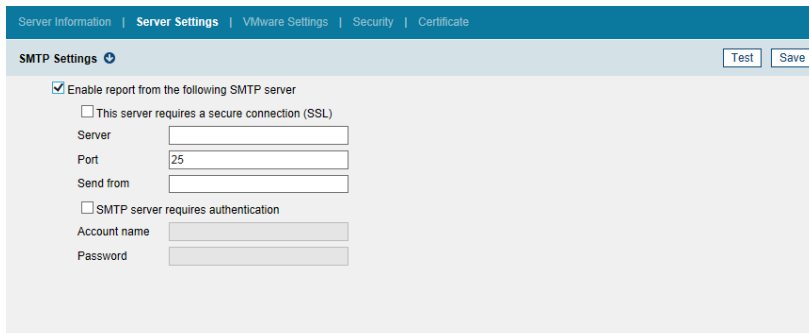 Server Information | Server Settings | VMware Settings | Security | Certificate
SMTP Settings Test Save
Enable report from the following SMTP server
This server requires a secure connection (SSL)
Server
Port 25
Send from
SMTP server requires authentication
Account name
Password